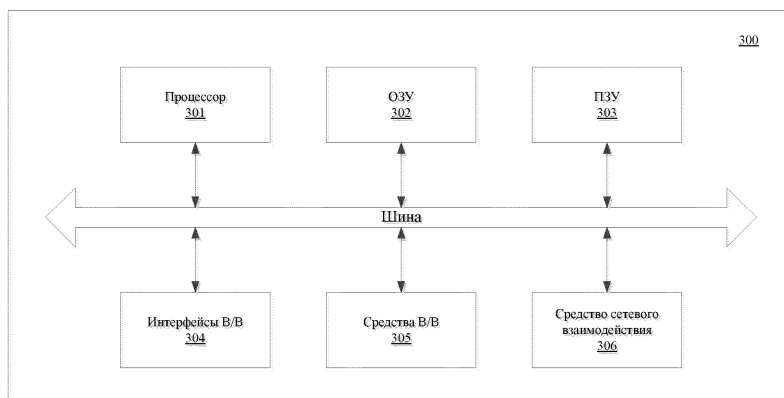 300
Процессор
301
ОЗУ
302
ПЗУ
303
Шина
Интерфейсы В/В
304
Средства В/В
305
Средство сетевого
взаимодействия
306